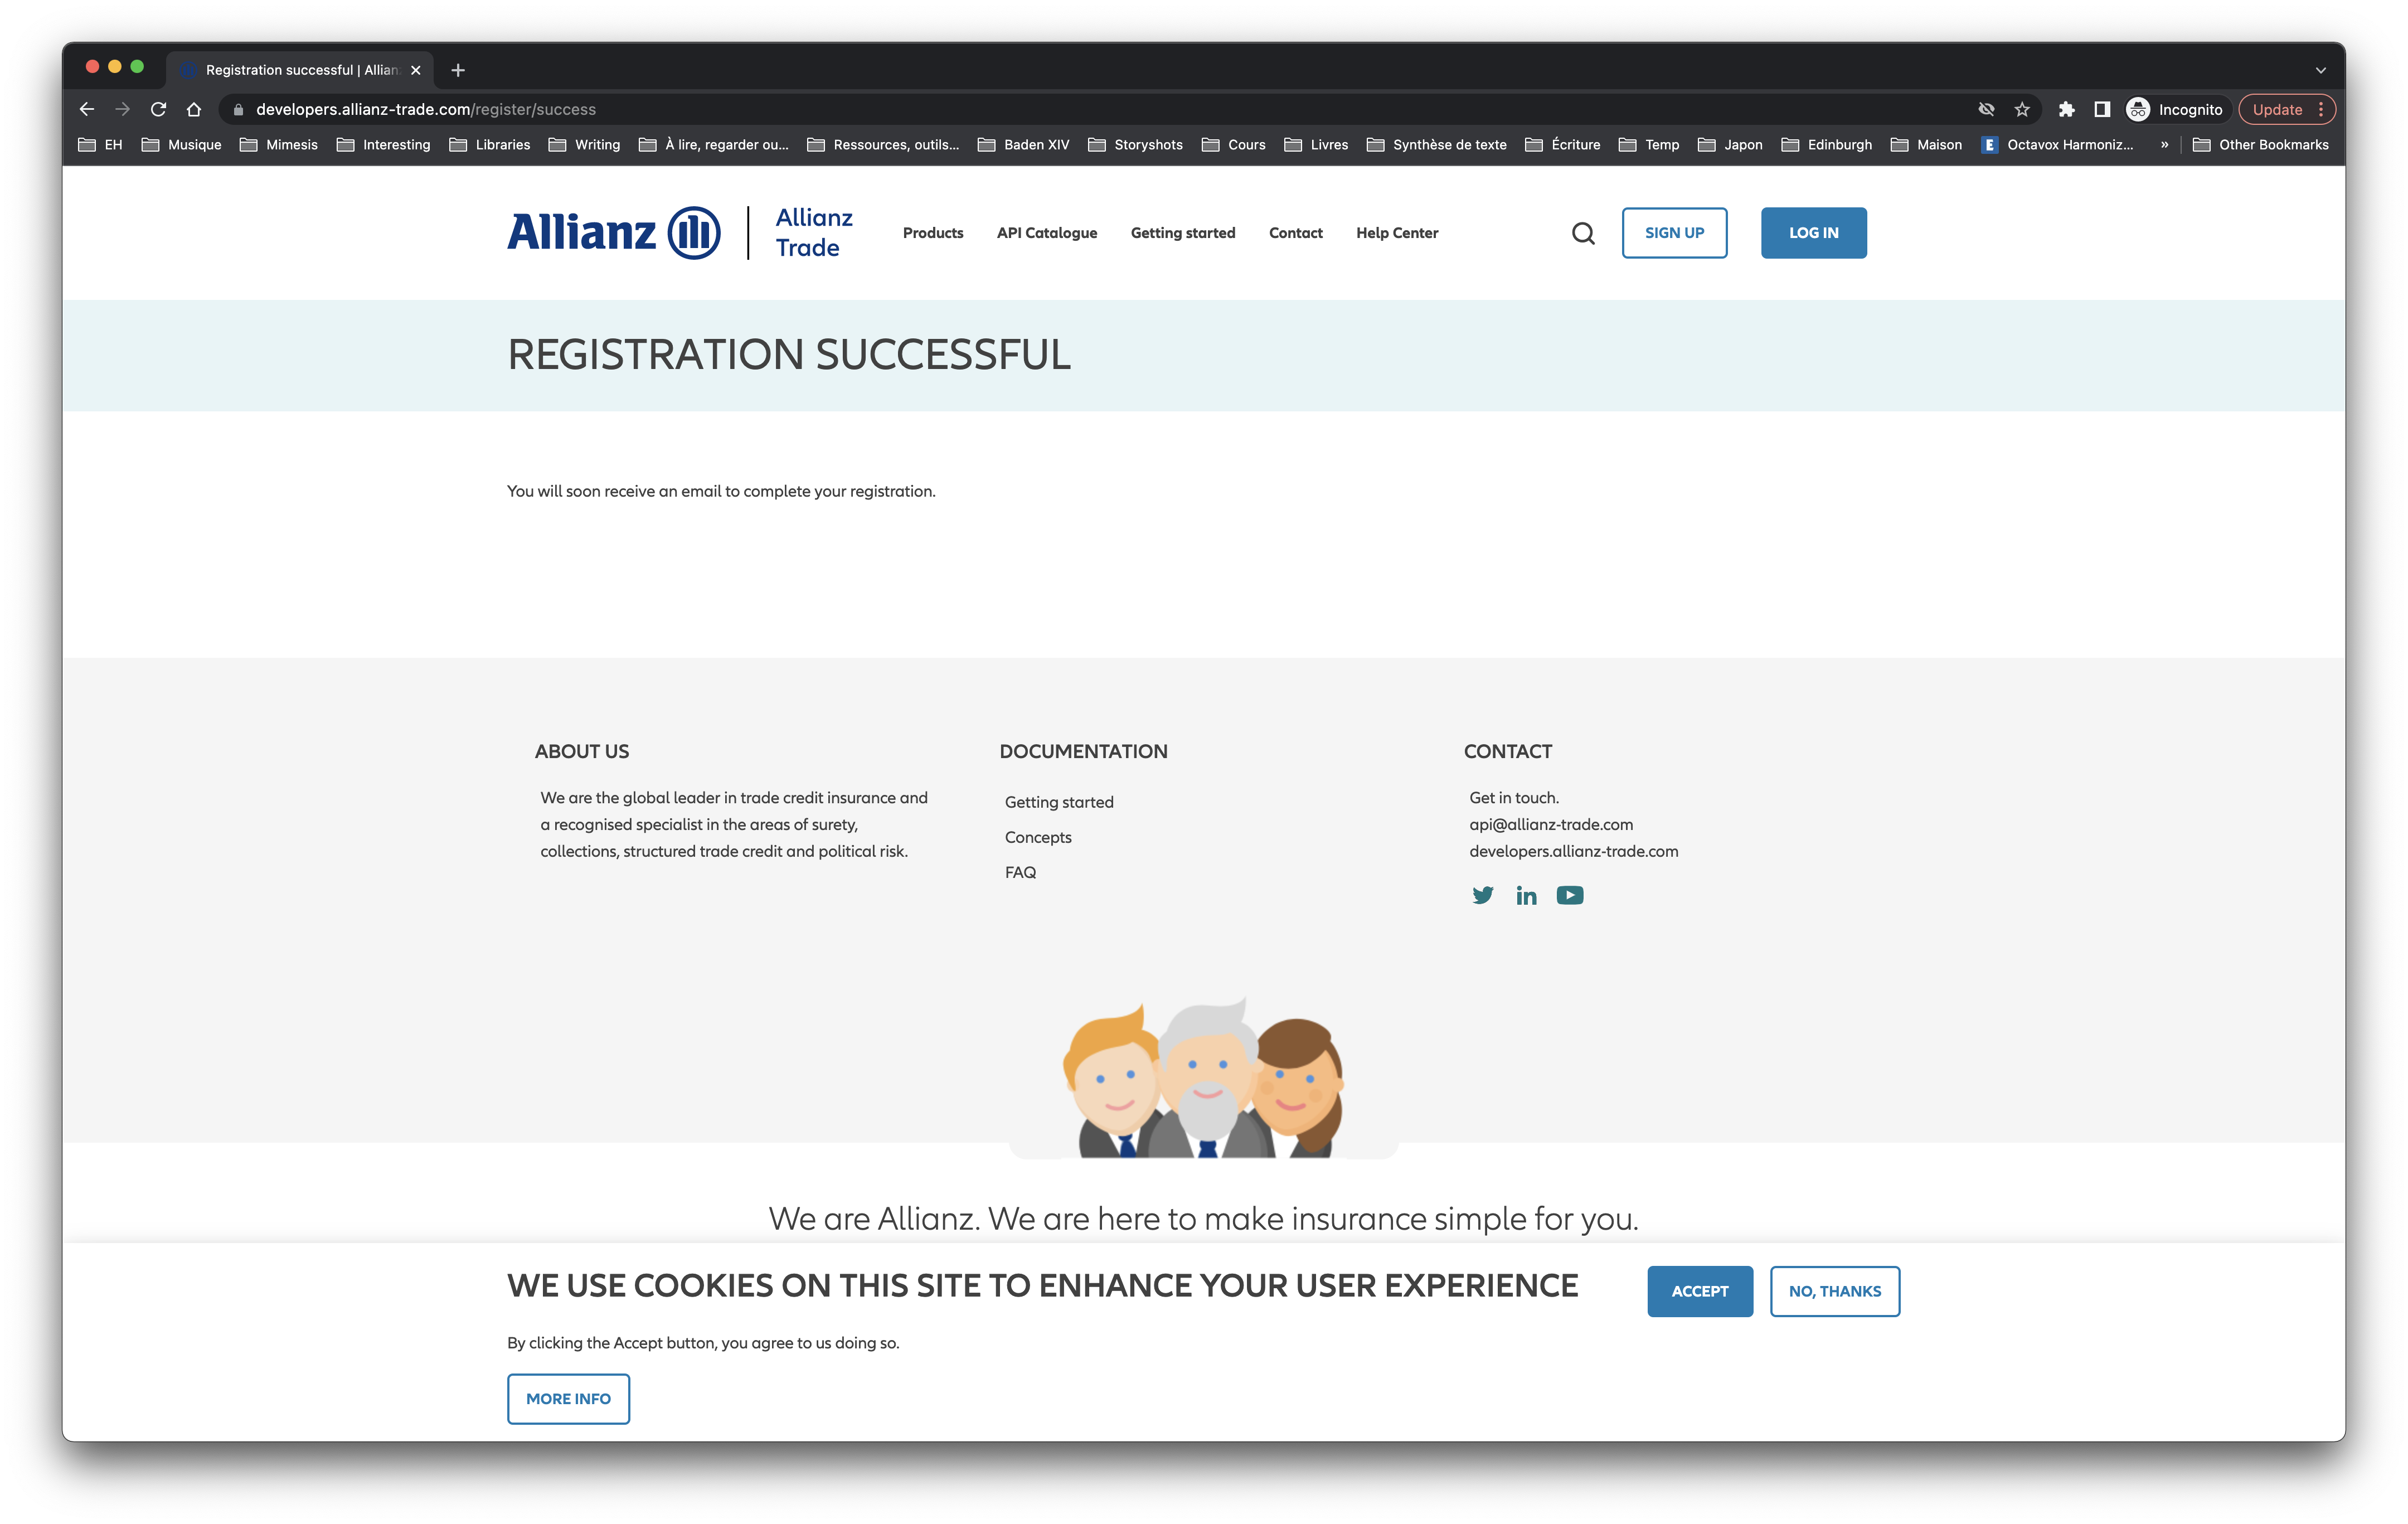 Registration successful | Allian
developers.allianz-trade.com/register/success
Incognito
Update
EH
Musique
Mimesis
Interesting
Libraries
Writing
À lire, regarder ou...
Ressources, outils...
Baden XIV
Storyshots
Cours
Livres
Synthèse de texte
Écriture
Temp
Japon
Edinburgh
Maison
E
Octavox Harmoniz...
»
Other Bookmarks
Allianz
Allianz
Trade
Products
API Catalogue
Getting started
Contact
Help Center
SIGN UP
LOG IN
REGISTRATION SUCCESSFUL
You will soon receive an email to complete your registration.
ABOUT US
We are the global leader in trade credit insurance and
a recognised specialist in the areas of surety,
collections, structured trade credit and political risk.
DOCUMENTATION
Getting started
Concepts
FAQ
CONTACT
Get in touch.
api@allianz-trade.com
developers.allianz-trade.com
in
We are Allianz. We are here to make insurance simple for you.
WE USE COOKIES ON THIS SITE TO ENHANCE YOUR USER EXPERIENCE
ACCEPT
NO, THANKS
By clicking the Accept button, you agree to us doing so.
MORE INFO